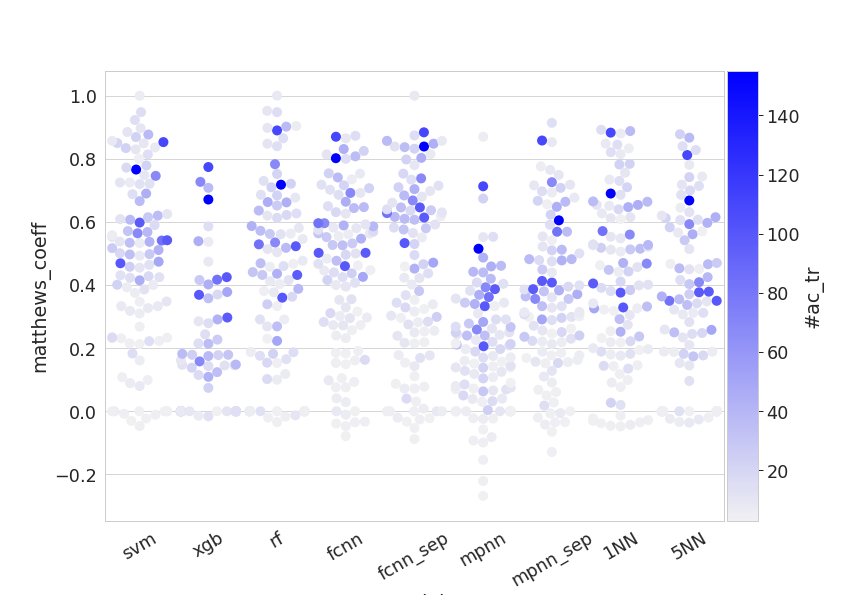 1.0
0.8
0.6
0.4
0.2
0.0
−0.2
matthews_coeff
svm
xgb
rf
fcnn
fcnn_sep
mpnn
mpnn_sep
1NN
5NN
140
120
100
80
60
40
20
#ac_tr